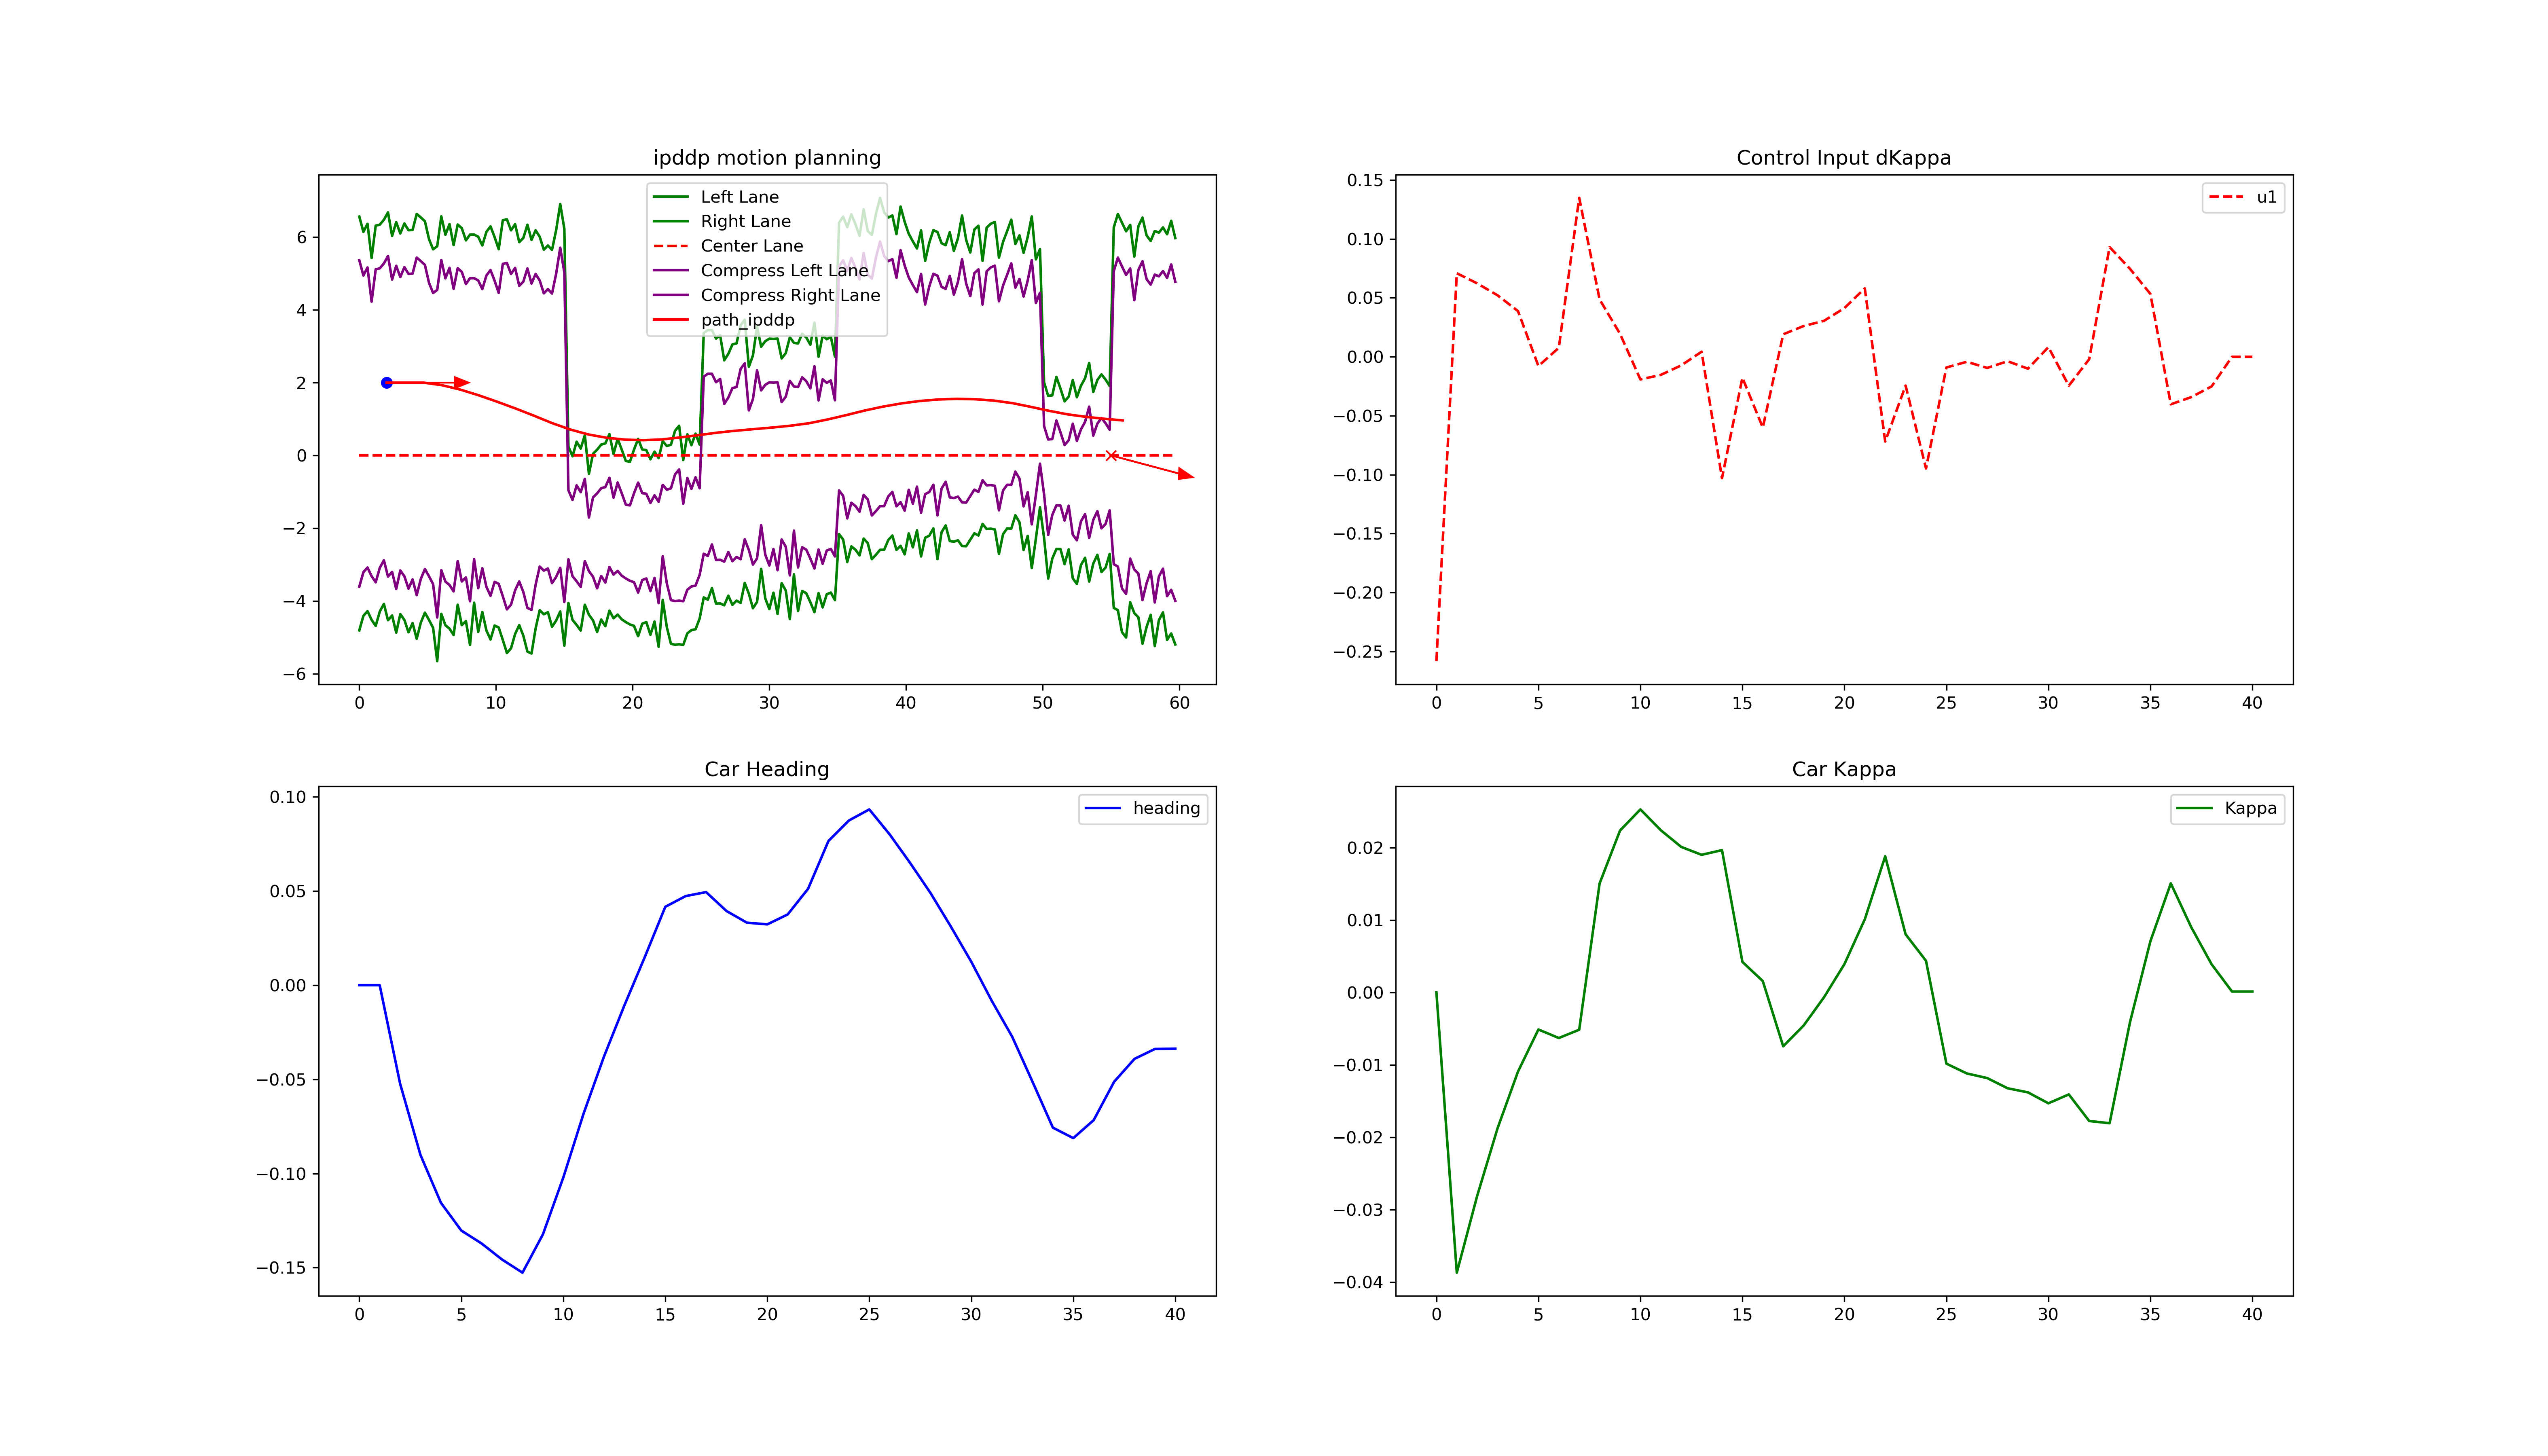 ipddp motion planning
Left Lane
Right Lane
Center Lane
Compress Left Lane
Compress Right Lane
path_ipddp
6
4
2
0
−2
−4
−6
0 10 20 30 40 50 60
Control Input dKappa
u1
0.15
0.10
0.05
0.00
−0.05
−0.10
−0.15
−0.20
−0.25
0 5 10 15 20 25 30 35 40
Car Heading
heading
0.10
0.05
0.00
−0.05
−0.10
−0.15
0 5 10 15 20 25 30 35 40
Car Kappa
Kappa
0.02
0.01
0.00
−0.01
−0.02
−0.03
−0.04
0 5 10 15 20 25 30 35 40